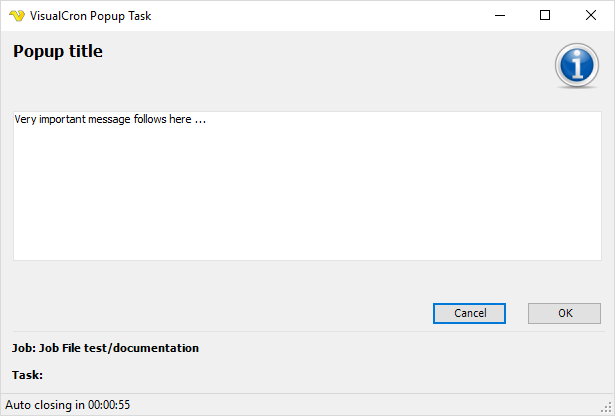 VisualCron Popup Task
Popup title
Very important message follows here ...
Cancel
OK
Job: Job File test/documentation
Task:
Auto closing in 00:00:55